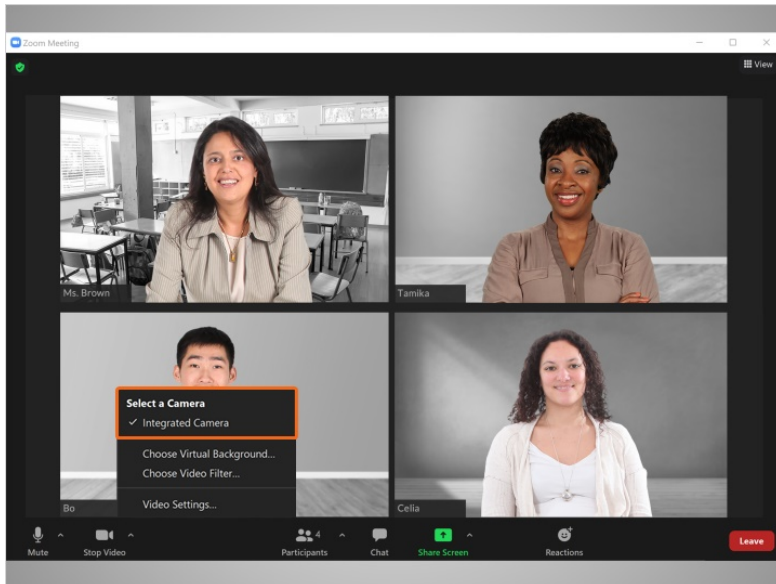 Zoom Meeting
View
Ms. Brown
Tamika
Select a Camera
✓ Integrated Camera
Choose Virtual Background...
Choose Video Filter...
Video Settings...
Bo
Celia
4
Mute
Stop Video
Participants
Chat
Share Screen
Reactions
Leave